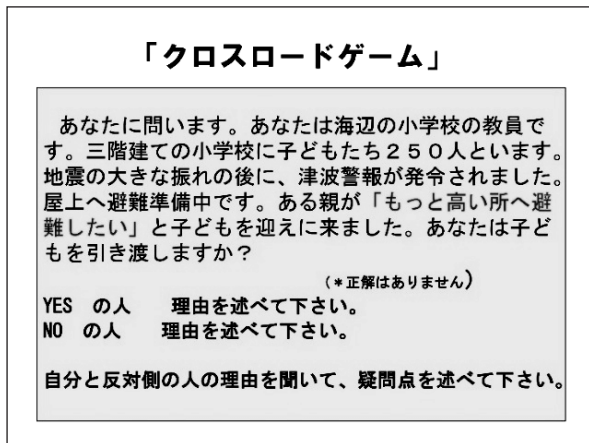 「クロスロードゲーム」
あなたに問います。あなたは海辺の小学校の教員で
す。三階建ての小学校に子どもたち２５０人といます。
地震の大きな振れの後に、津波警報が発令されました。
屋上へ避難準備中です。ある親が「もっと高い所へ避
難したい」と子どもを迎えに来ました。あなたは子ど
もを引き渡しますか？
（＊正解はありません）
YES の人　　理由を述べて下さい。
NO の人　　理由を述べて下さい。
自分と反対側の人の理由を聞いて、疑問点を述べて下さい。